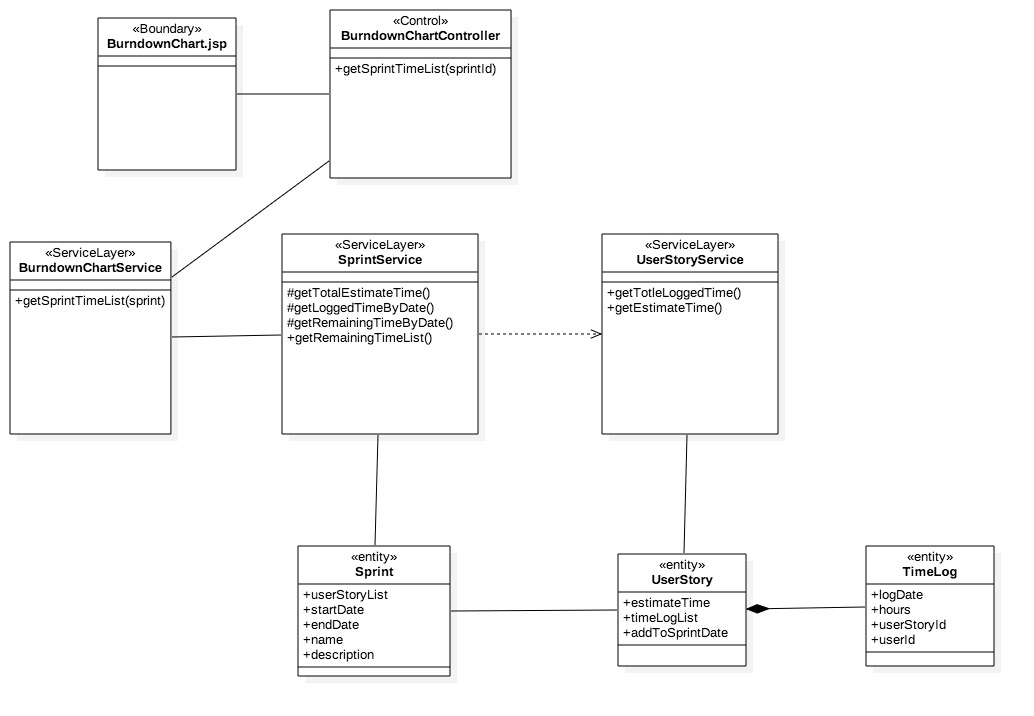 «Boundary»
BurndownChart.jsp
«Control»
BurndownChartController
+getSprintTimeList(sprintId)
«ServiceLayer»
BurndownChartService
+getSprintTimeList(sprint)
«ServiceLayer»
SprintService
#getTotalEstimateTime()
#getLoggedTimeByDate()
#getRemainingTimeByDate()
+getRemainingTimeList()
«ServiceLayer»
UserStoryService
+getTotleLoggedTime()
+getEstimateTime()
«entity»
Sprint
+userStoryList
+startDate
+endDate
+name
+description
«entity»
UserStory
+estimateTime
+timeLogList
+addToSprintDate
«entity»
TimeLog
+logDate
+hours
+userStoryId
+userId